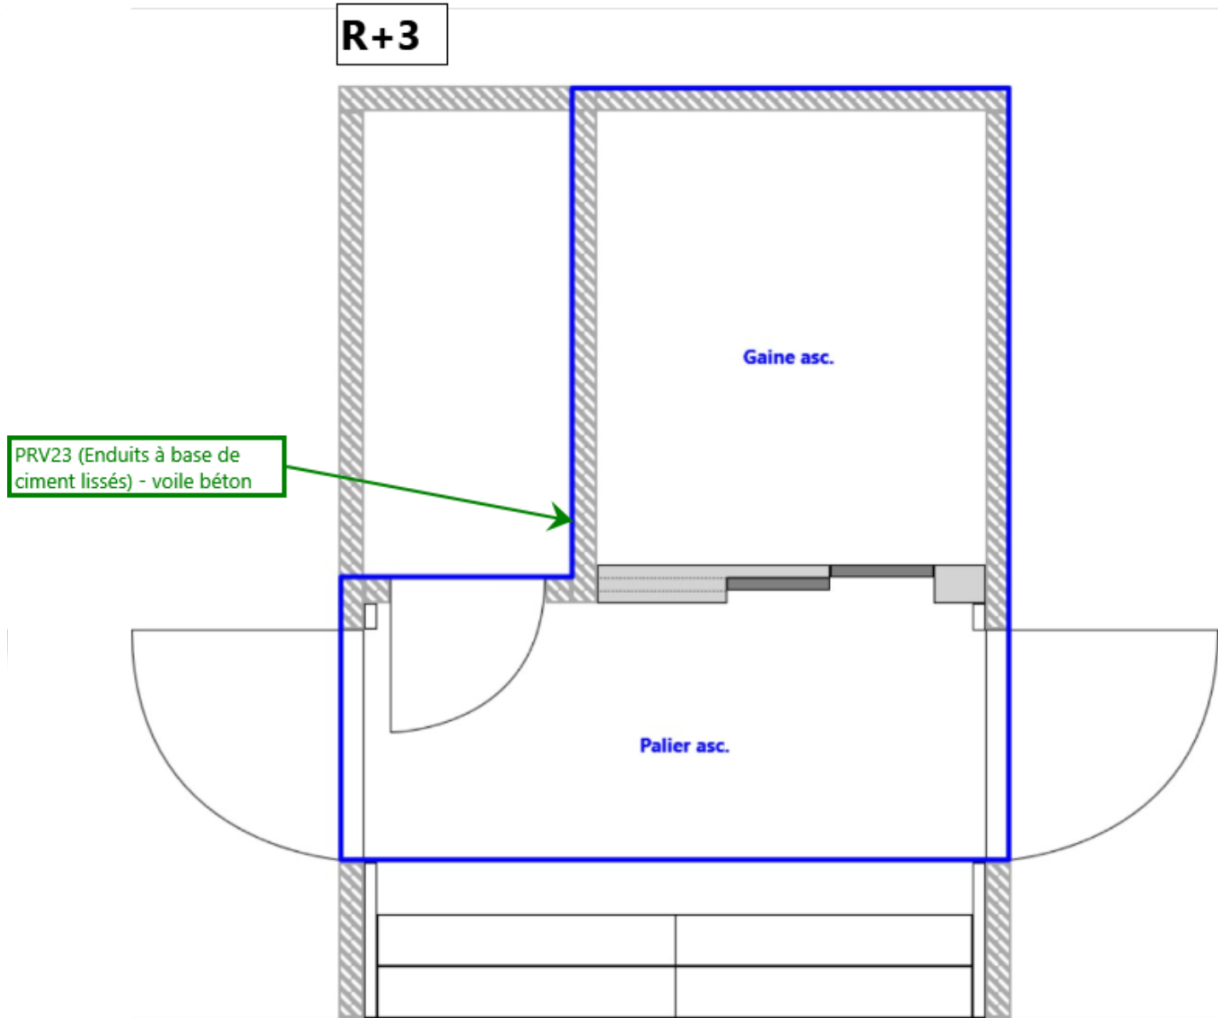 R+3
Gaine asc.
PRV23 (Enduits à base de
ciment lissés) - voile béton
Palier asc.